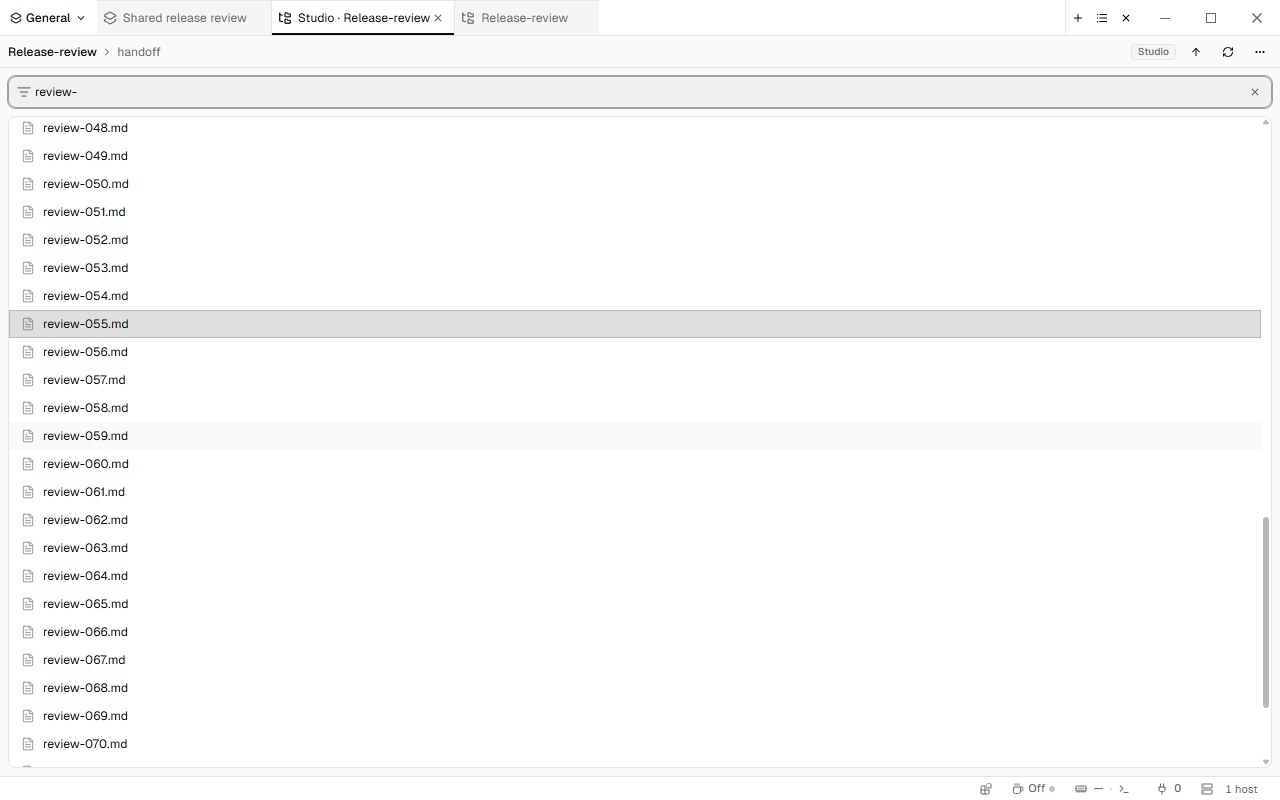 General
Shared release review
Studio · Release-review
Release-review
Release-review > handoff
Studio
review-
review-048.md
review-049.md
review-050.md
review-051.md
review-052.md
review-053.md
review-054.md
review-055.md
review-056.md
review-057.md
review-058.md
review-059.md
review-060.md
review-061.md
review-062.md
review-063.md
review-064.md
review-065.md
review-066.md
review-067.md
review-068.md
review-069.md
review-070.md
Off
— ·
0
1 host